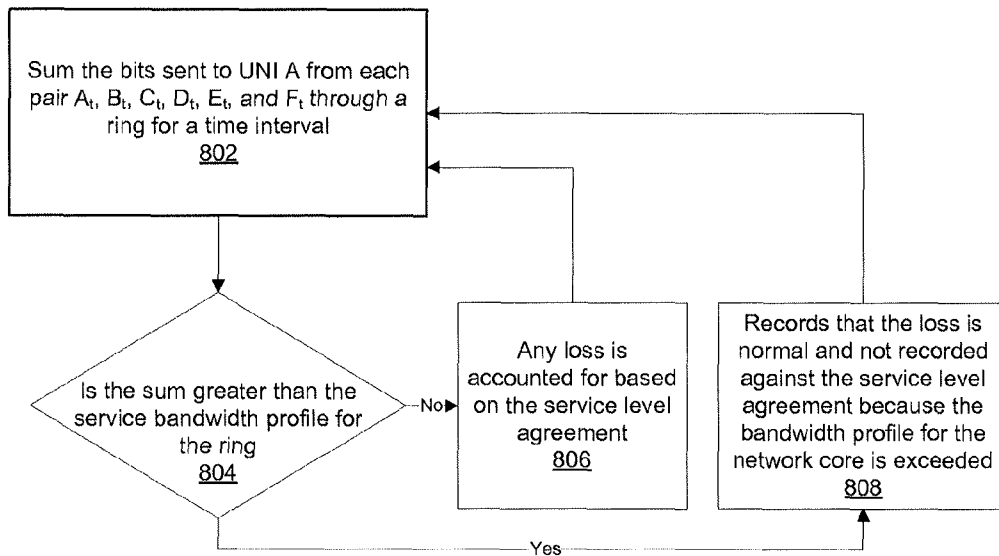 Sum the bits sent to UNI A from each
pair At, Bt, Ct, Dt, Et, and Ft through a
ring for a time interval
802
Is the sum greater than the
service bandwidth profile for
the ring
804
No
Any loss is
accounted for based
on the service level
agreement
806
Records that the loss is
normal and not recorded
against the service level
agreement because the
bandwidth profile for the
network core is exceeded
808
Yes